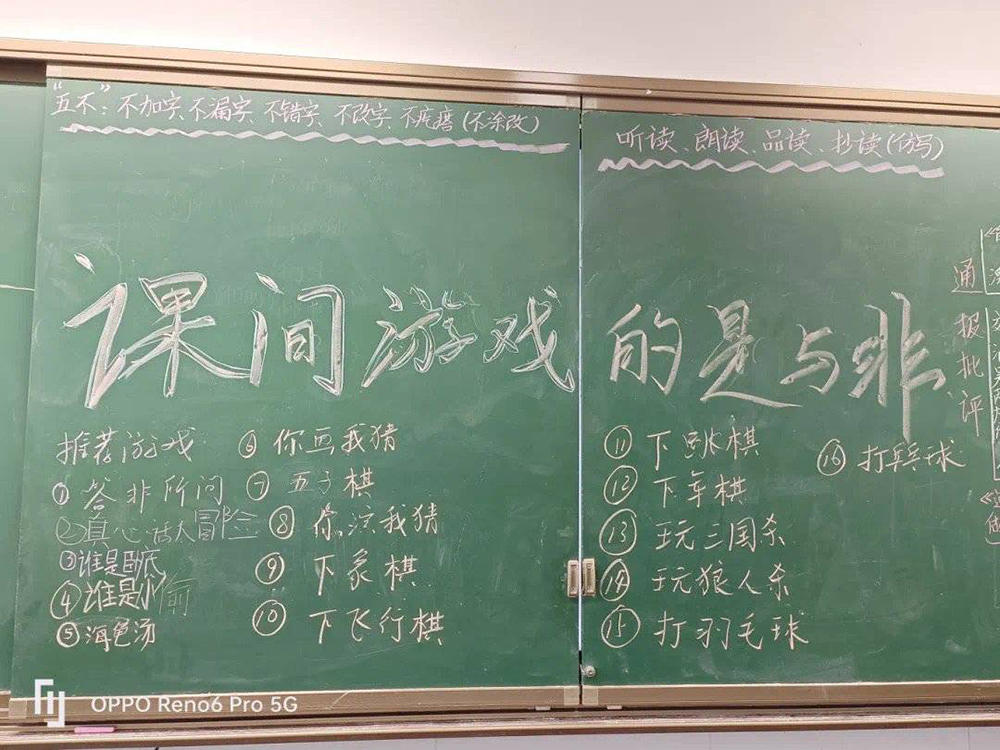 “五不”：不加字、不漏字、不错字、不改字、不疙瘩(不涂改)
听读、朗读、品读、抄读(仿写)
课间游戏的是与非
推荐游戏
①答非所问
②真心话大冒险
③谁是卧底
④谁是小偷
⑤海龟汤
⑥你画我猜
⑦五子棋
⑧你演我猜
⑨下象棋
⑩下飞行棋
⑪下跳棋
⑫下军棋
⑬玩三国杀
⑭玩狼人杀
⑮打羽毛球
⑯打乒乓球
通报批评
OPPO Reno6 Pro 5G